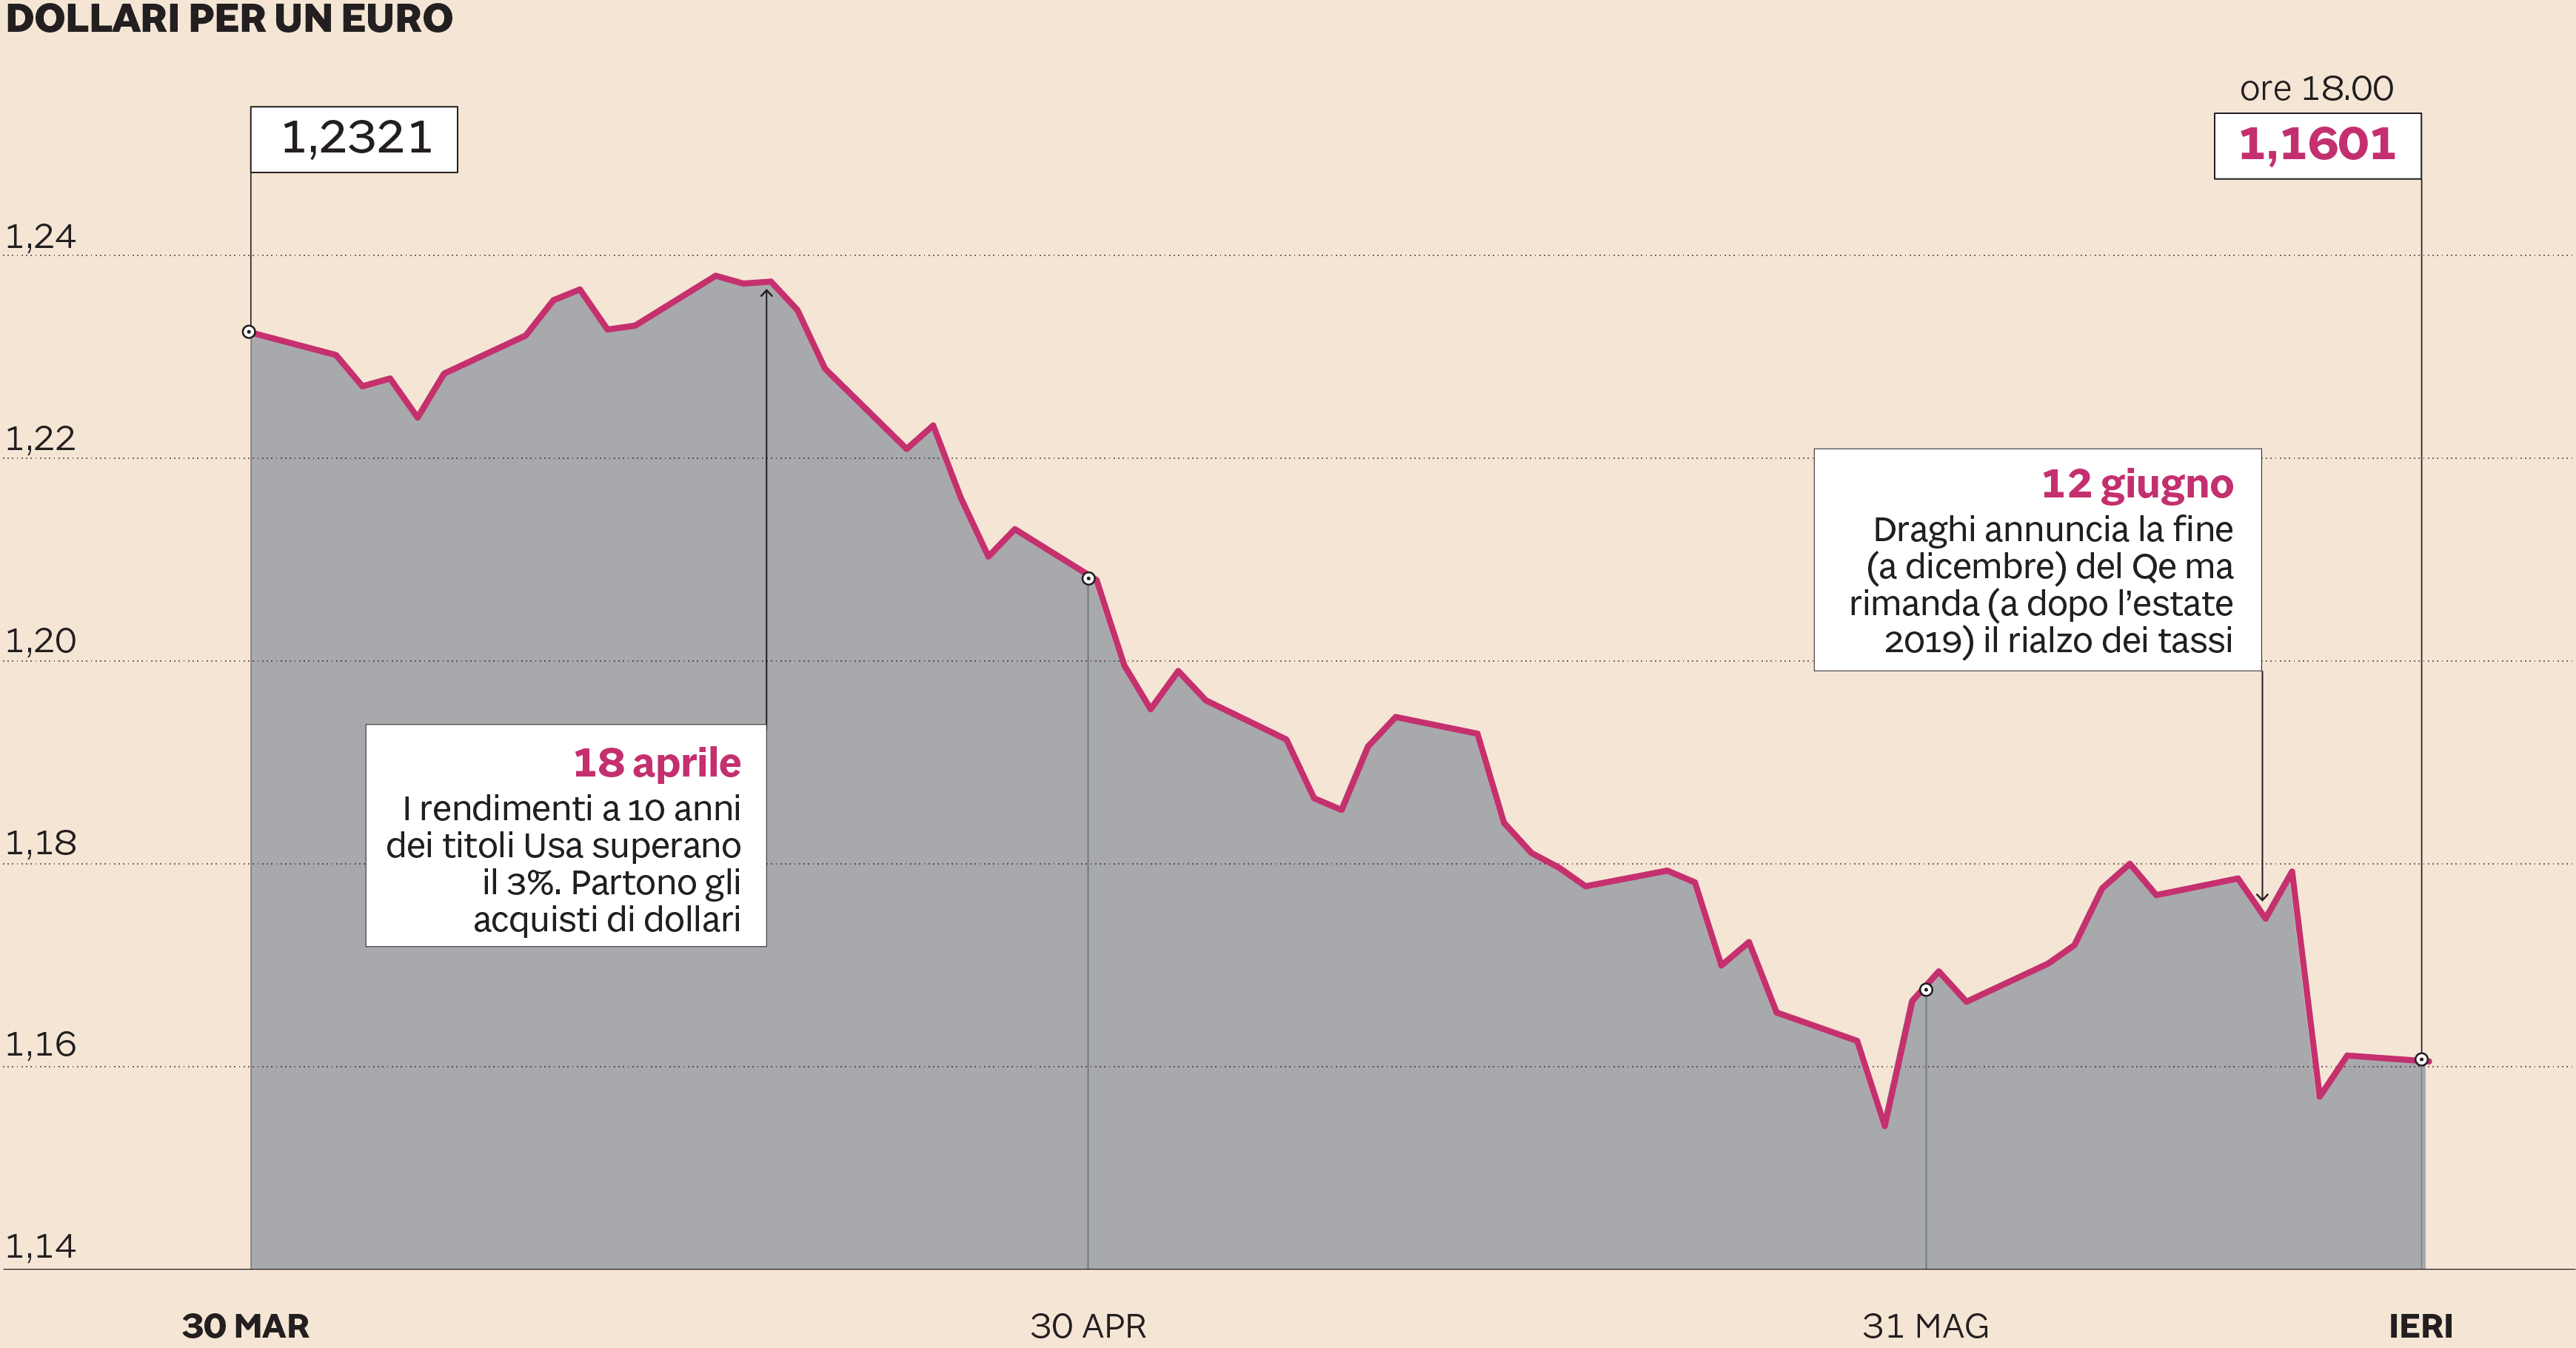 DOLLARI PER UN EURO
ore 18.00
1,2321
1,1601
1,24
1,22
12 giugno
Draghi annuncia la fine
(a dicembre) del Qe ma
rimanda (a dopo l’estate
2019) il rialzo dei tassi
1,20
18 aprile
I rendimenti a 10 anni
dei titoli Usa superano
il 3%. Partono gli
acquisti di dollari
1,18
1,16
1,14
30 MAR
30 APR
31 MAG
IERI